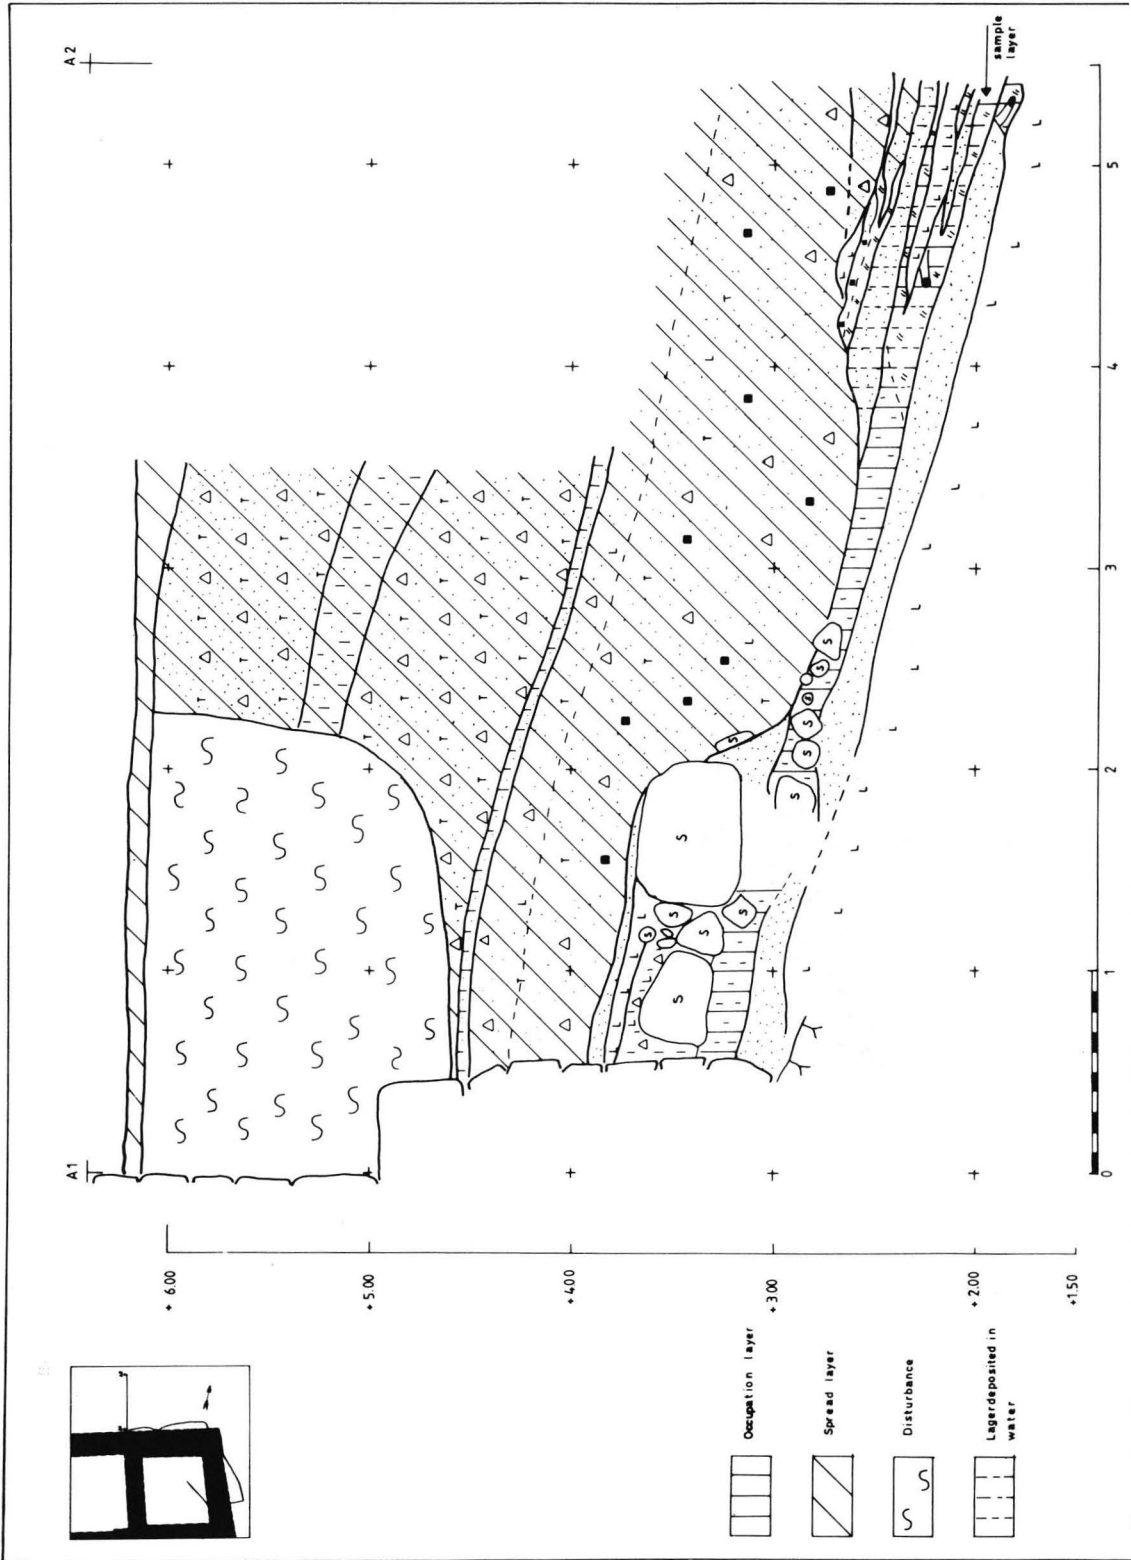 A1
A2
+ 6.00
+ 5.00
+ 4.00
+ 3.00
+ 2.00
+1.50
sample
layer
0
1
2
3
4
5
Occupation layer
Spread layer
Disturbance
Lagerdeposited in
water